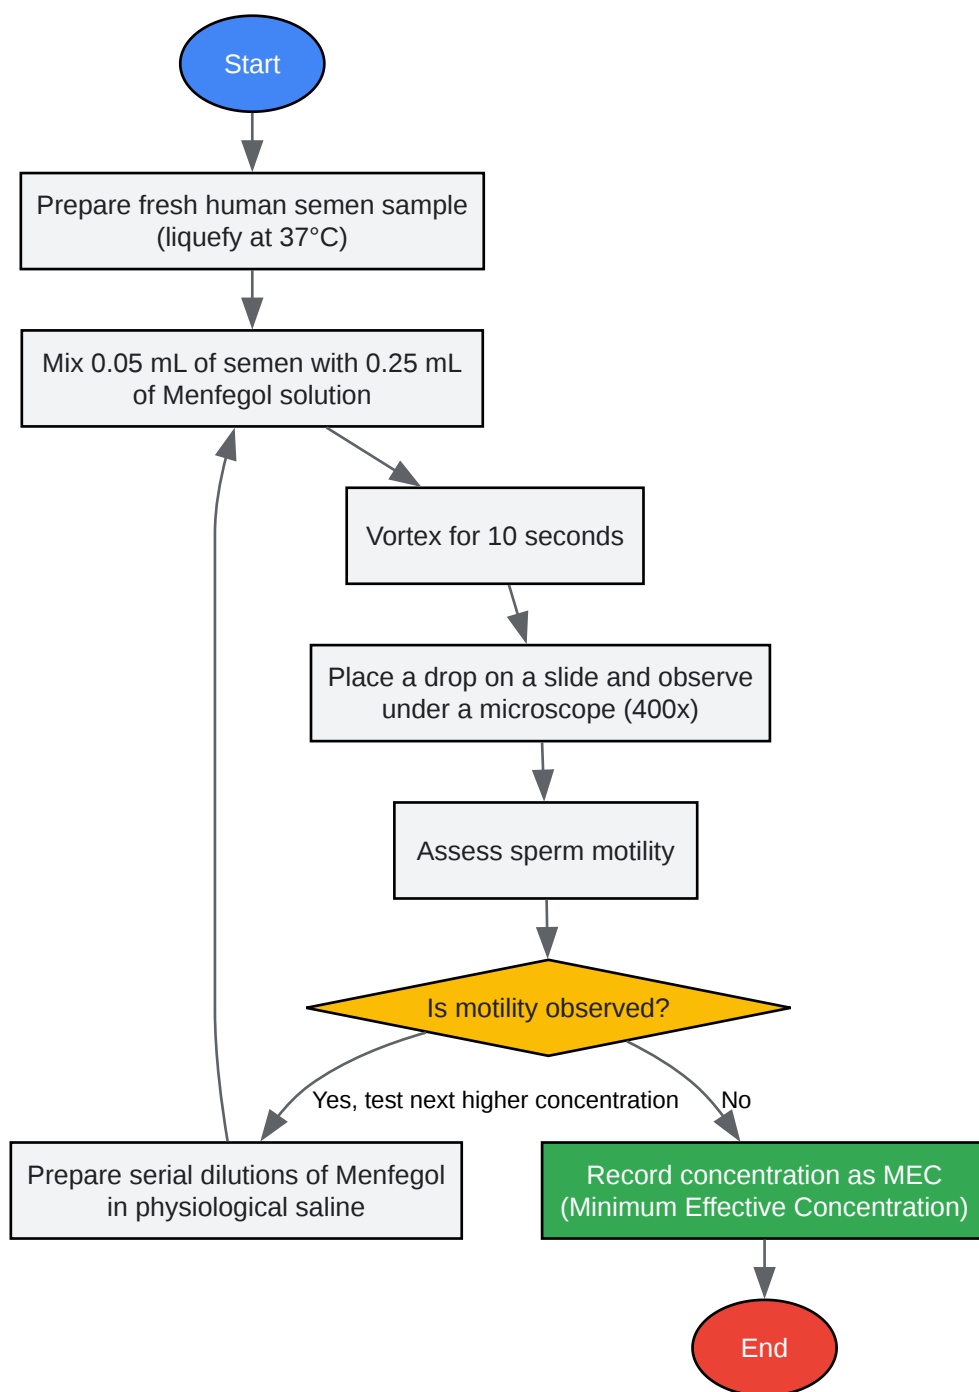 Start
Prepare fresh human semen sample
(liquefy at 37°C)
Mix 0.05 mL of semen with 0.25 mL
of Menfegol solution
Vortex for 10 seconds
Place a drop on a slide and observe
under a microscope (400x)
Assess sperm motility
Is motility observed?
Yes, test next higher concentration
No
Prepare serial dilutions of Menfegol
in physiological saline
Record concentration as MEC
(Minimum Effective Concentration)
End